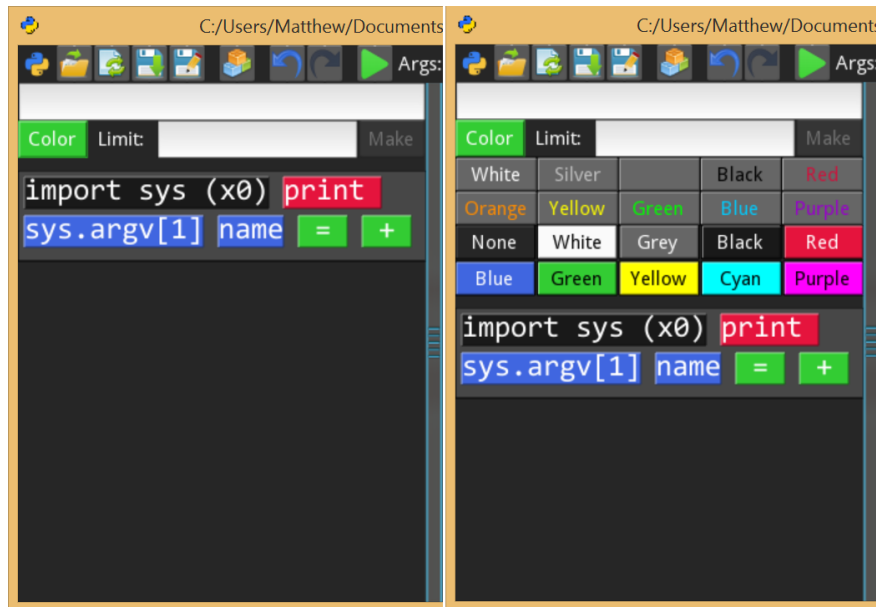 C:/Users/Matthew/Documents
Args:
Color Limit: Make
import sys (x0) print
sys.argv[1] name = +
C:/Users/Matthew/Documents
Args:
Color Limit: Make
White Silver Black Red
Orange Yellow Green Blue Purple
None White Grey Black Red
Blue Green Yellow Cyan Purple
import sys (x0) print
sys.argv[1] name = +